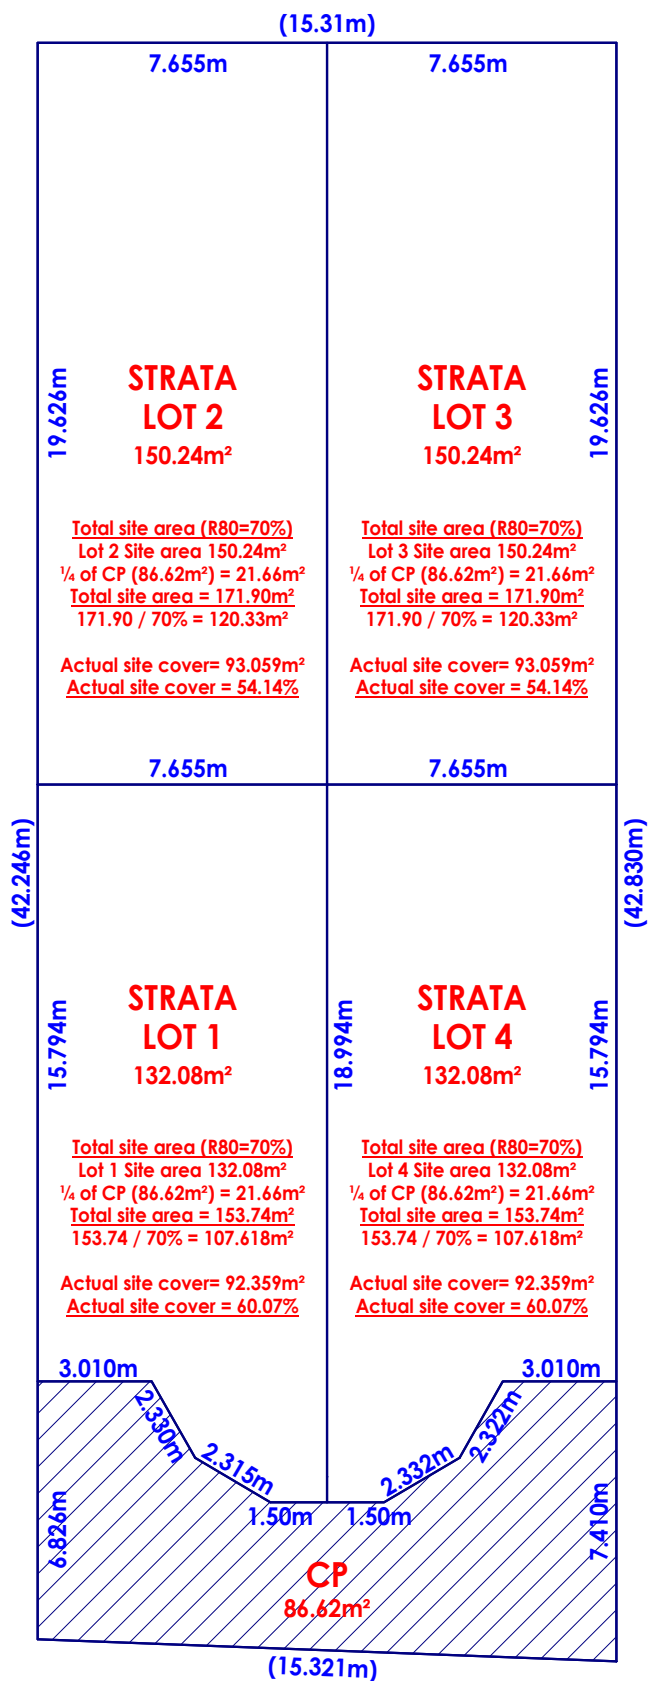 (15.31m)
7.655m
7.655m
19.626m
STRATA
LOT 2
150.24m²
Total site area (R80=70%)
Lot 2 Site area 150.24m²
¼ of CP (86.62m²) = 21.66m²
Total site area = 171.90m²
171.90 / 70% = 120.33m²
Actual site cover= 93.059m²
Actual site cover = 54.14%
STRATA
LOT 3
150.24m²
Total site area (R80=70%)
Lot 3 Site area 150.24m²
¼ of CP (86.62m²) = 21.66m²
Total site area = 171.90m²
171.90 / 70% = 120.33m²
Actual site cover= 93.059m²
Actual site cover = 54.14%
19.626m
7.655m
7.655m
(42.246m)
(42.830m)
15.794m
STRATA
LOT 1
132.08m²
Total site area (R80=70%)
Lot 1 Site area 132.08m²
¼ of CP (86.62m²) = 21.66m²
Total site area = 153.74m²
153.74 / 70% = 107.618m²
Actual site cover= 92.359m²
Actual site cover = 60.07%
18.994m
STRATA
LOT 4
132.08m²
Total site area (R80=70%)
Lot 4 Site area 132.08m²
¼ of CP (86.62m²) = 21.66m²
Total site area = 153.74m²
153.74 / 70% = 107.618m²
Actual site cover= 92.359m²
Actual site cover = 60.07%
15.794m
3.010m
3.010m
2.330m
2.315m
2.332m
2.322m
1.50m
1.50m
6.826m
7.410m
CP
86.62m²
(15.321m)